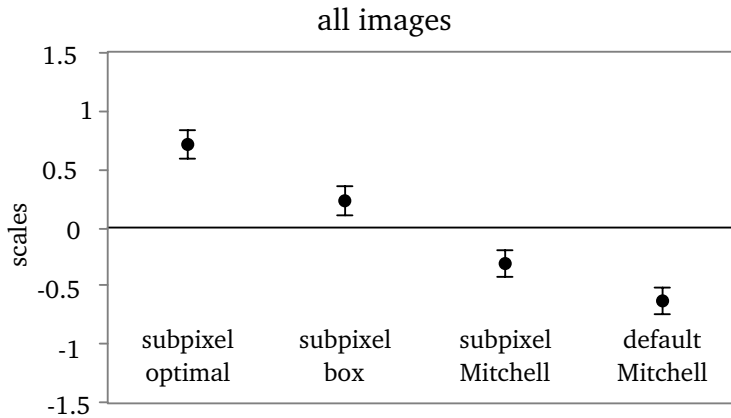 all images
1.5
1
0.5
0
-0.5
-1
-1.5
scales
subpixel optimal
subpixel box
subpixel Mitchell
default Mitchell